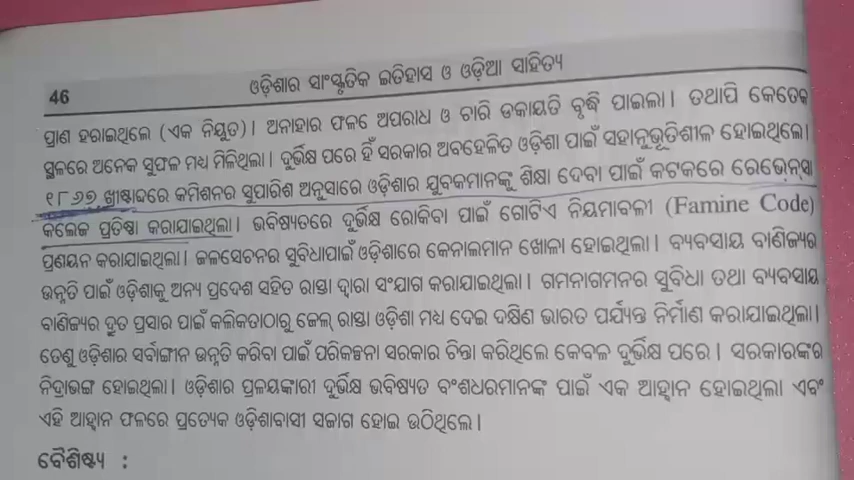 46
ଓଡ଼ିଶାର ସାଂସ୍କୃତିକ ଇତିହାସ ଓ ଓଡ଼ିଆ ସାହିତ୍ୟ
ପ୍ରାଣ ହରାଇଥିଲେ (ଏକ ନିୟୁତ)। ଅନାହାର ଫଳେ ଅପରାଧ ଓ ଚାରି ଡକାୟତି ବୃଦ୍ଧି ପାଇଲା। ତଥାପି କେତେକ
ସ୍ଥଳରେ ଅନେକ ସୁଫଳ ମଧ୍ୟ ମିଳିଥିଲା। ଦୁର୍ଭିକ୍ଷ ପରେ ହିଁ ସରକାର ଅବହେଳିତ ଓଡ଼ିଶା ପାଇଁ ସହାନୁଭୂତିଶୀଳ ହୋଇଥିଲେ।
୧୮୬୭ ଖ୍ରୀଷ୍ଟାବ୍ଦରେ କମିଶନର ସୁପାରିଶ ଅନୁସାରେ ଓଡ଼ିଶାର ଯୁବକମାନଙ୍କୁ ଶିକ୍ଷା ଦେବା ପାଇଁ କଟକରେ ରେଭେନ୍ସା
କଲେଜ ପ୍ରତିଷ୍ଠା କରାଯାଇଥିଲା। ଭବିଷ୍ୟତରେ ଦୁର୍ଭିକ୍ଷ ରୋକିବା ପାଇଁ ଗୋଟିଏ ନିୟମାବଳୀ (Famine Code)
ପ୍ରଣୟନ କରାଯାଇଥିଲା। ଜଳସେଚନର ସୁବିଧାପାଇଁ ଓଡ଼ିଶାରେ କେନାଲମାନ ଖୋଳା ହୋଇଥିଲା। ବ୍ୟବସାୟ ବାଣିଜ୍ୟର
ଉନ୍ନତି ପାଇଁ ଓଡ଼ିଶାକୁ ଅନ୍ୟ ପ୍ରଦେଶ ସହିତ ରାସ୍ତା ଦ୍ୱାରା ସଂଯାଗ କରାଯାଇଥିଲା। ଗମନାଗମନର ସୁବିଧା ତଥା ବ୍ୟବସାୟ
ବାଣିଜ୍ୟର ଦ୍ରୁତ ପ୍ରସାର ପାଇଁ କଲିକତାଠାରୁ ଜେଲ୍ ରାସ୍ତା ଓଡ଼ିଶା ମଧ୍ୟ ଦେଇ ଦକ୍ଷିଣ ଭାରତ ପର୍ଯ୍ୟନ୍ତ ନିର୍ମାଣ କରାଯାଇଥିଲା।
ତେଣୁ ଓଡ଼ିଶାର ସର୍ବାଙ୍ଗୀନ ଉନ୍ନତି କରିବା ପାଇଁ ପରିକଳ୍ପନା ସରକାର ଚିନ୍ତା କରିଥିଲେ କେବଳ ଦୁର୍ଭିକ୍ଷ ପରେ। ସରକାରଙ୍କର
ନିଦ୍ରାଭଙ୍ଗ ହୋଇଥିଲା। ଓଡ଼ିଶାର ପ୍ରଳୟଙ୍କାରୀ ଦୁର୍ଭିକ୍ଷ ଭବିଷ୍ୟତ ବଂଶଧରମାନଙ୍କ ପାଇଁ ଏକ ଆହ୍ୱାନ ହୋଇଥିଲା ଏବଂ
ଏହି ଆହ୍ୱାନ ଫଳରେ ପ୍ରତ୍ୟେକ ଓଡ଼ିଶାବାସୀ ସଜାଗ ହୋଇ ଉଠିଥିଲେ।
ବୈଶିଷ୍ଟ୍ୟ :